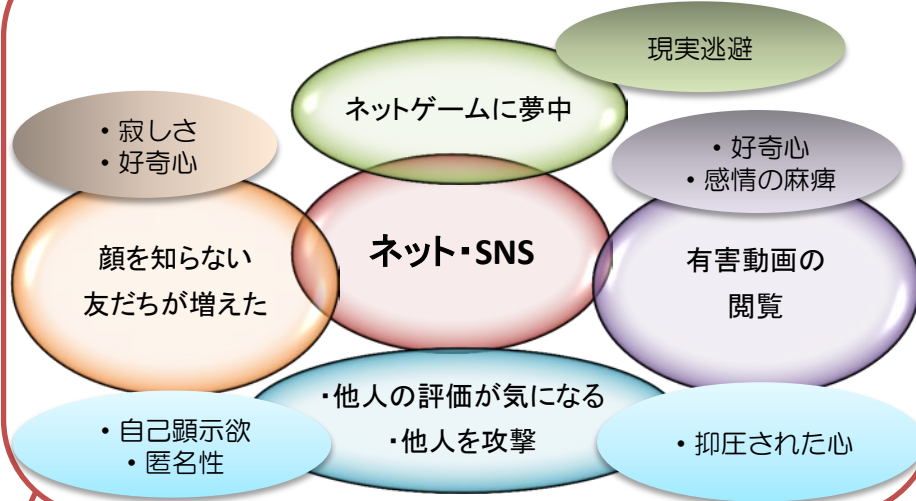 現実逃避
ネットゲームに夢中
・寂しさ
・好奇心
・好奇心
・感情の麻痺
ネット・SNS
顔を知らない
友だちが増えた
有害動画の
閲覧
・他人の評価が気になる
・他人を攻撃
・自己顕示欲
・匿名性
・抑圧された心